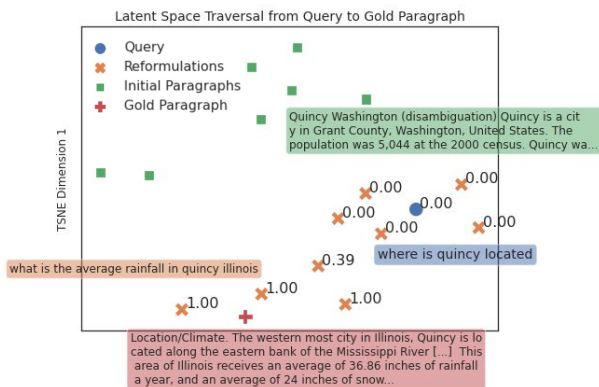 Latent Space Traversal from Query to Gold Paragraph
Query
Reformulations
Initial Paragraphs
Gold Paragraph
TSNE Dimension 1
Quincy Washington (disambiguation) Quincy is a cit
y in Grant County, Washington, United States. The
population was 5,044 at the 2000 census. Quincy wa...
0.00
0.00
0.00
0.00
0.00
0.00
where is quincy located
0.39
what is the average rainfall in quincy illinois
1.00
1.00
1.00
Location/Climate. The western most city in Illinois, Quincy is lo
cated along the eastern bank of the Mississippi River [...] This
area of Illinois receives an average of 36.86 inches of rainfall
a year, and an average of 24 inches of snow...